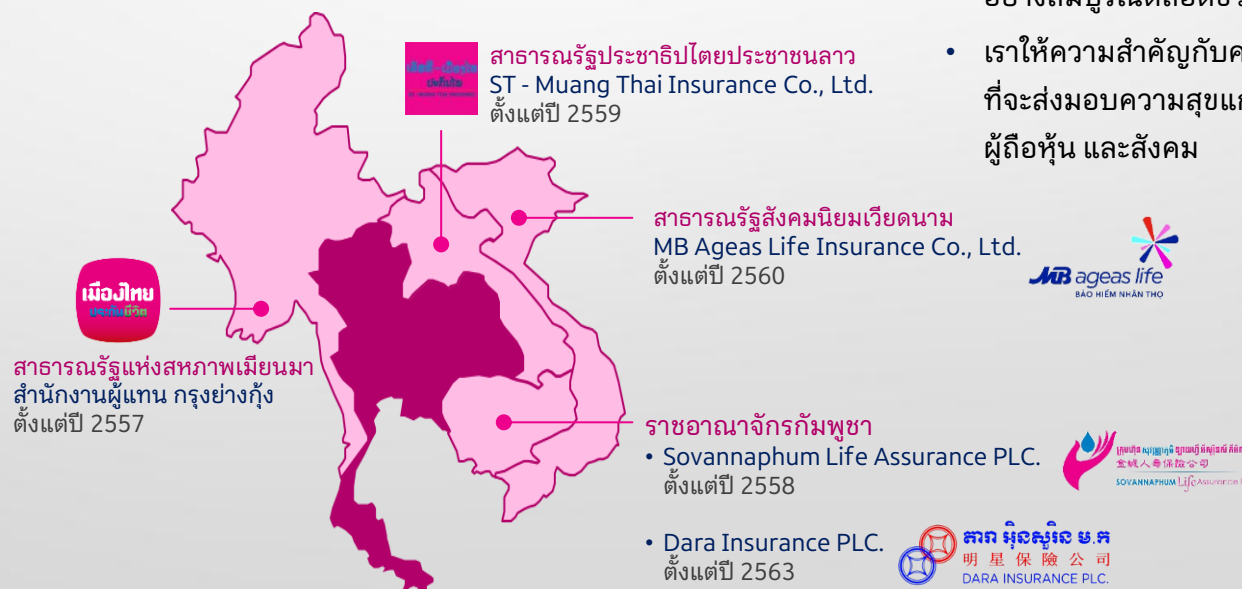 • เราให้ความสำคัญกับค
ที่จะส่งมอบความสุขแก
ผู้ถือหุ้น และสังคม
สาธารณรัฐประชาธิปไตยประชาชนลาว
ST - Muang Thai Insurance Co., Ltd.
ตั้งแต่ปี 2559
สาธารณรัฐสังคมนิยมเวียดนาม
MB Ageas Life Insurance Co., Ltd.
ตั้งแต่ปี 2560
MB ageas life
BẢO HIỂM NHÂN THỌ
เมืองไทย
ประกันชีวิต
สาธารณรัฐแห่งสหภาพเมียนมา
สำนักงานผู้แทน กรุงย่างกุ้ง
ตั้งแต่ปี 2557
ราชอาณาจักรกัมพูชา
• Sovannaphum Life Assurance PLC.
ตั้งแต่ปี 2558
金城人壽保險公司
SOVANNAPHUM Life Assurance
• Dara Insurance PLC.
ตั้งแต่ปี 2563
តារា អ៊ិនសួរិន ម.ក
明星保險公司
DARA INSURANCE PLC.